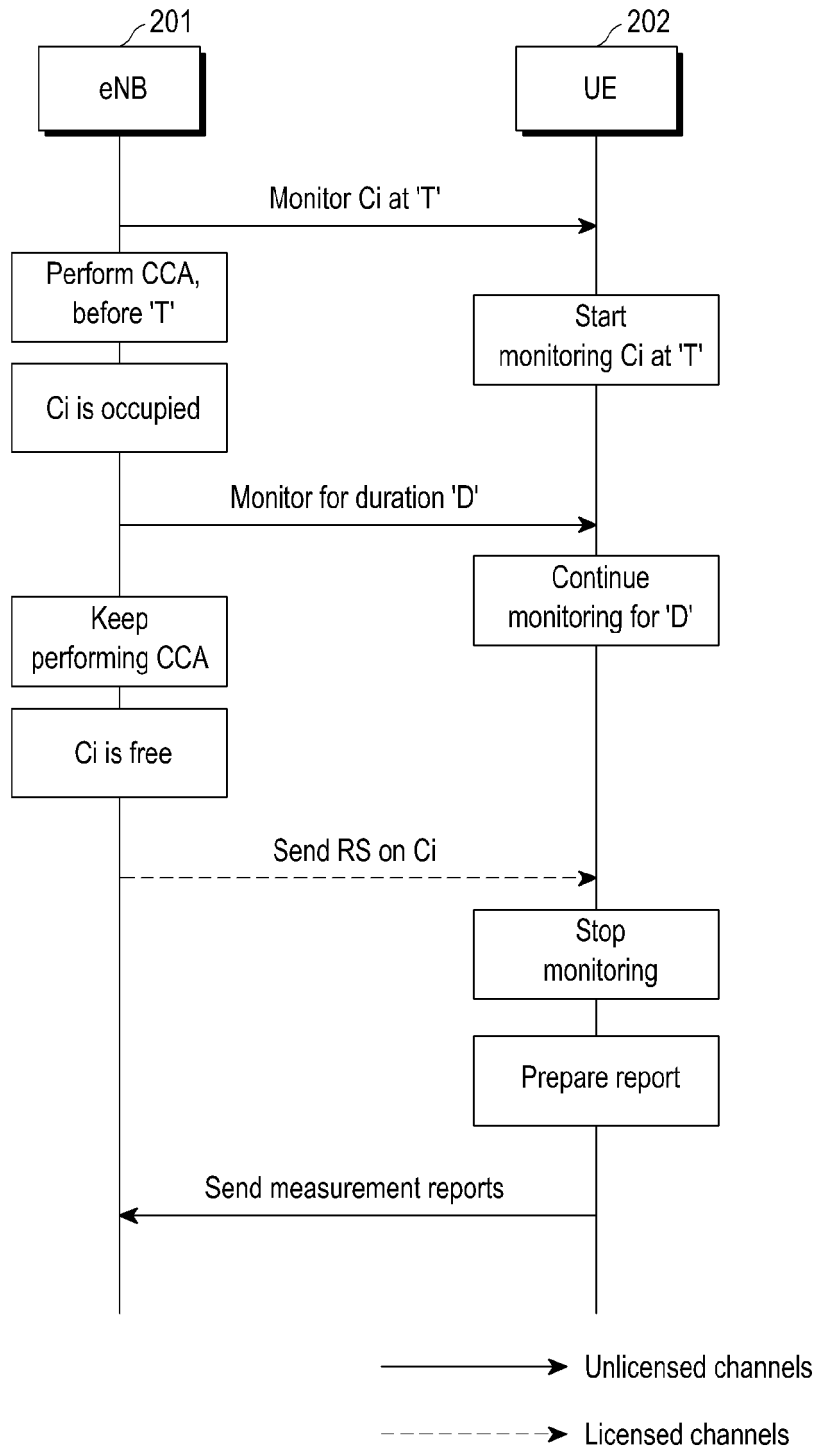 201
202
eNB
UE
Monitor Ci at 'T'
Perform CCA,
before 'T'
Start
monitoring Ci at 'T'
Ci is occupied
Monitor for duration 'D'
Continue
monitoring for 'D'
Keep
performing CCA
Ci is free
Send RS on Ci
Stop
monitoring
Prepare report
Send measurement reports
Unlicensed channels
Licensed channels